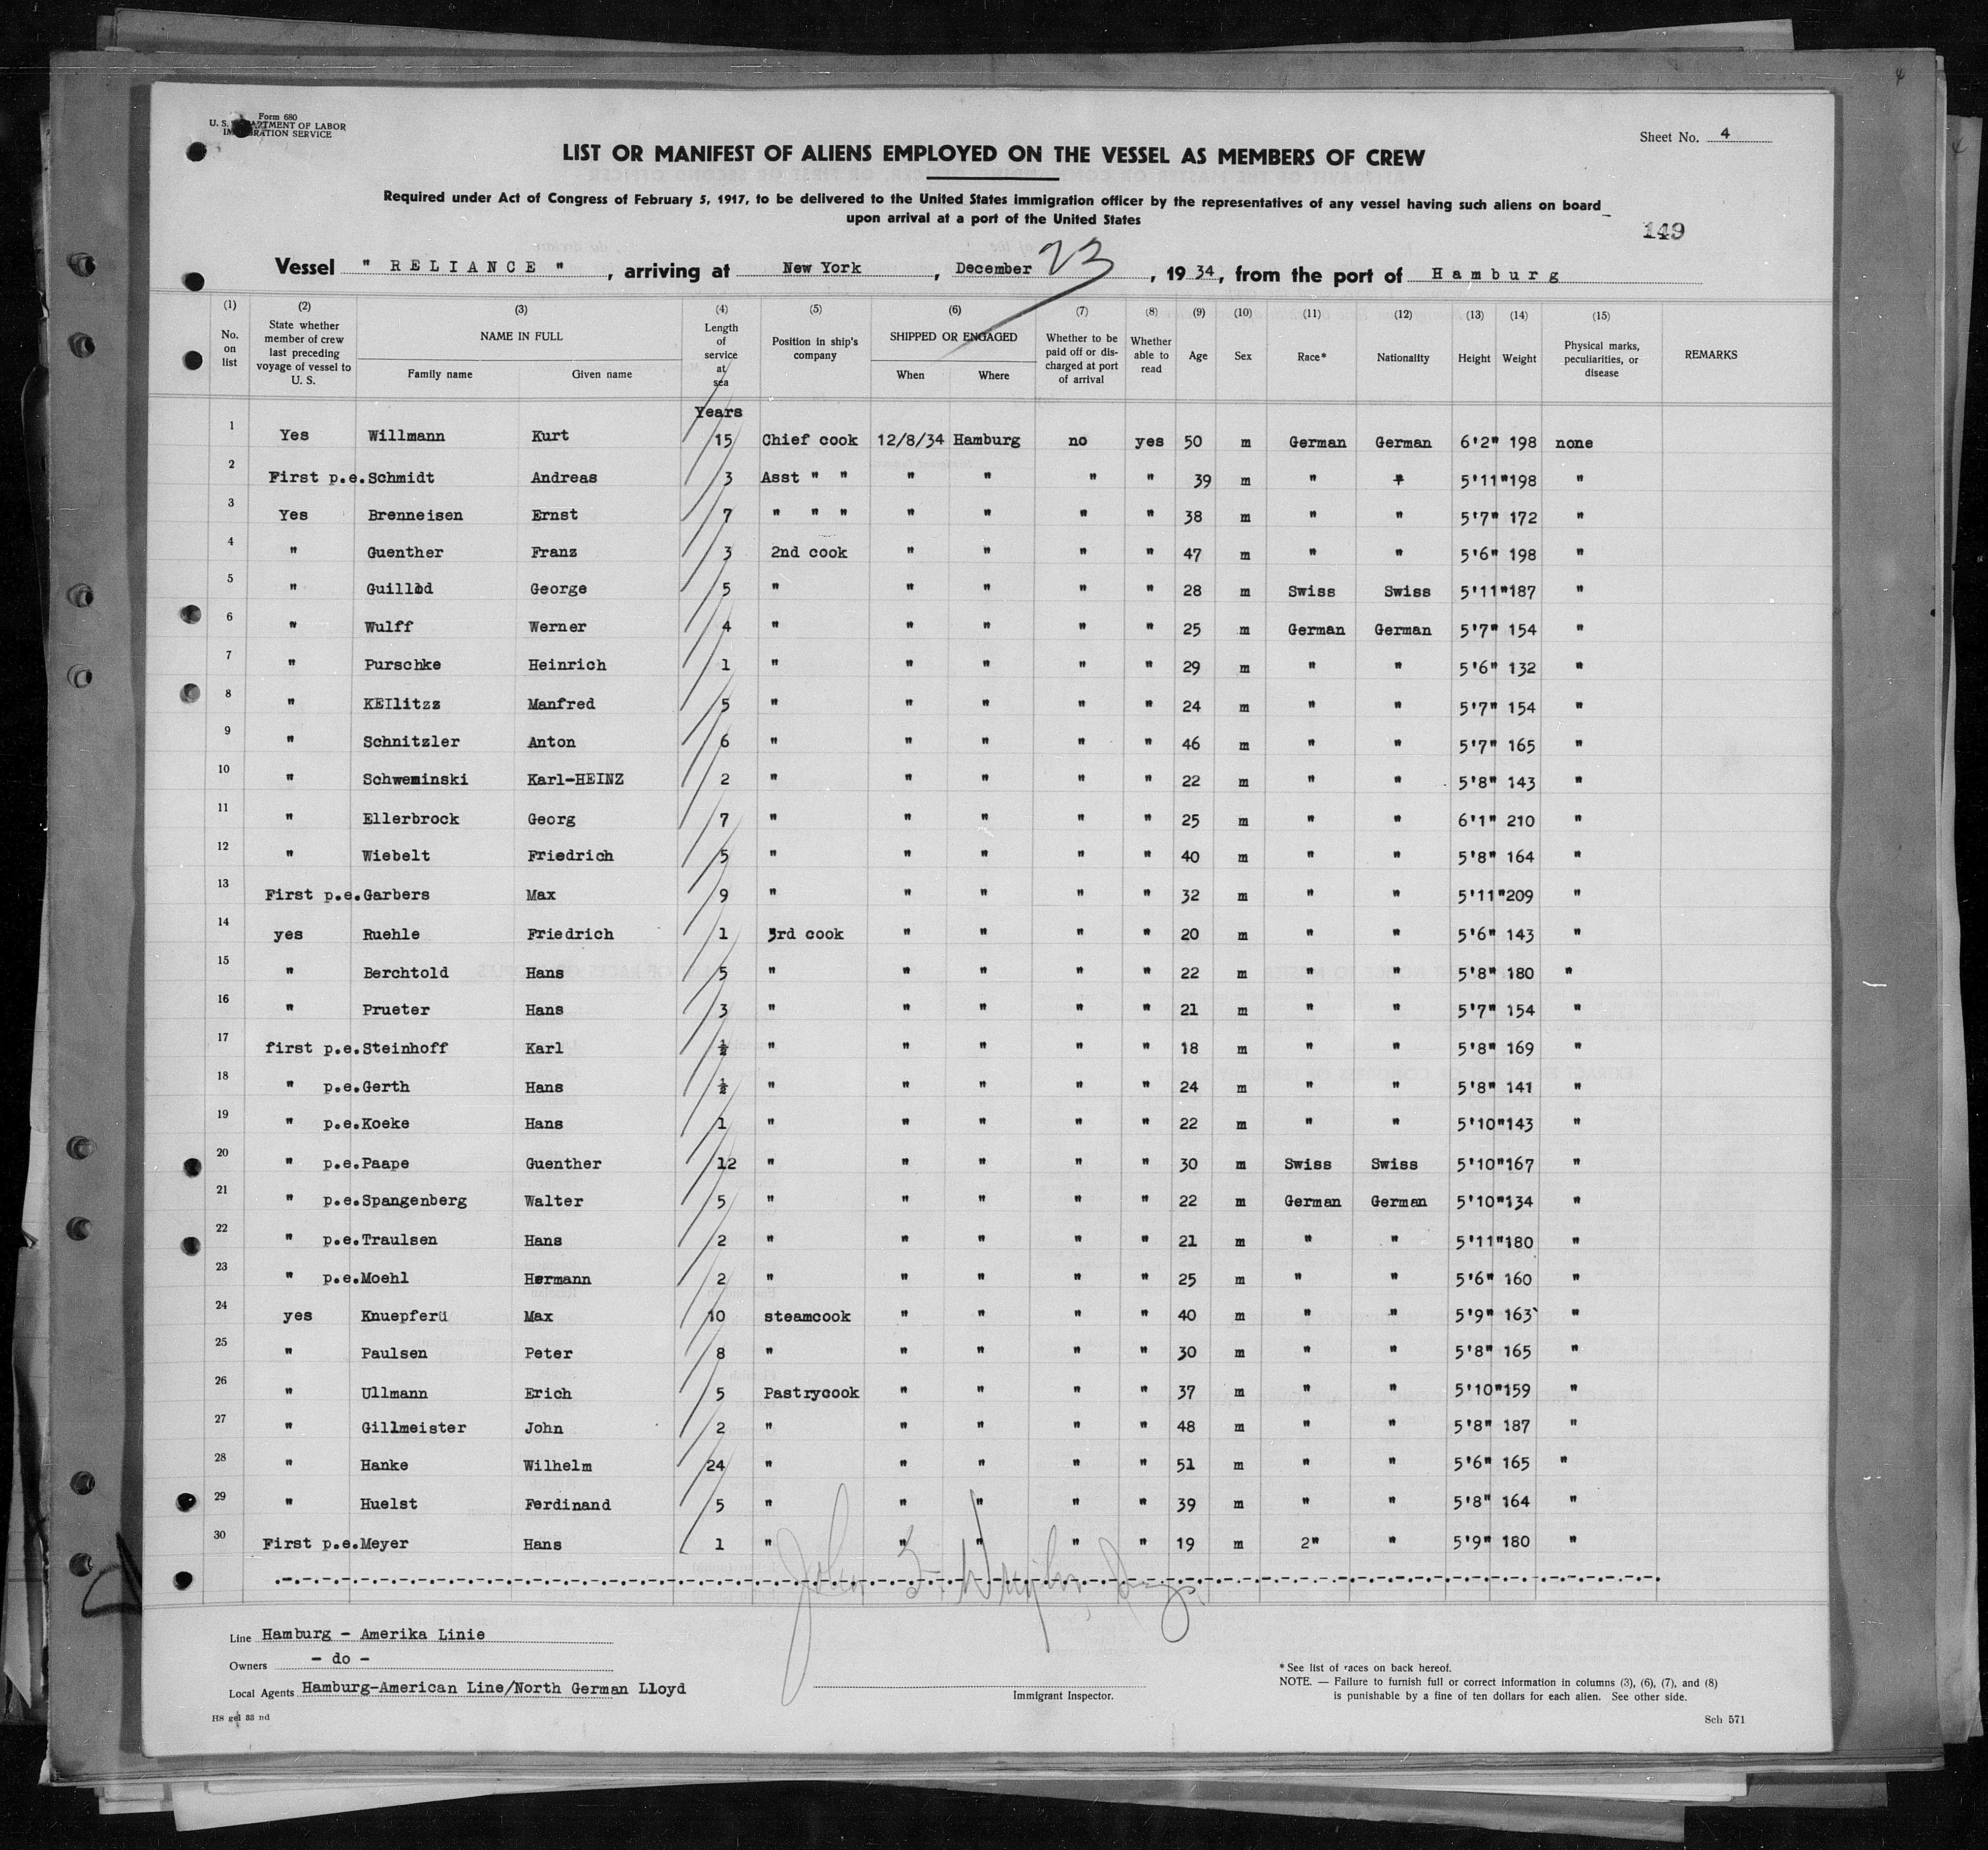 Form 680
U. S. DEPARTMENT OF LABOR
IMMIGRATION SERVICE
Sheet No. 4
LIST OR MANIFEST OF ALIENS EMPLOYED ON THE VESSEL AS MEMBERS OF CREW
Required under Act of Congress of February 5, 1917, to be delivered to the United States immigration officer by the representatives of any vessel having such aliens on board
upon arrival at a port of the United States
149
Vessel " RELIANCE ", arriving at New York, December 23, 1934, from the port of Hamburg
(1) (2) (3) (4) (5) (6) (7) (8) (9) (10) (11) (12) (13) (14) (15)
No. on list | State whether member of crew last preceding voyage of vessel to U. S. | NAME IN FULL Family name Given name | Length of service at sea | Position in ship's company | SHIPPED OR ENGAGED When Where | Whether to be paid off or discharged at port of arrival | Whether able to read | Age | Sex | Race* | Nationality | Height | Weight | Physical marks, peculiarities, or disease | REMARKS
Years
1 Yes Willmann Kurt 15 Chief cook 12/8/34 Hamburg no yes 50 m German German 6'2" 198 none
2 First p.e. Schmidt Andreas 3 Asst " " " " " " 39 m " " 5'11" 198 "
3 Yes Brenneisen Ernst 7 " " " " " " " 38 m " " 5'7" 172 "
4 " Guenther Franz 3 2nd cook " " " " 47 m " " 5'6" 198 "
5 " Guillod George 5 " " " " " 28 m Swiss Swiss 5'11" 187 "
6 " Wulff Werner 4 " " " " " 25 m German German 5'7" 154 "
7 " Purschke Heinrich 1 " " " " " 29 m " " 5'6" 132 "
8 " KEIlitzz Manfred 5 " " " " " 24 m " " 5'7" 154 "
9 " Schnitzler Anton 6 " " " " " 46 m " " 5'7" 165 "
10 " Schweminski Karl-HEINZ 2 " " " " " 22 m " " 5'8" 143 "
11 " Ellerbrock Georg 7 " " " " " 25 m " " 6'1" 210 "
12 " Wiebelt Friedrich 5 " " " " " 40 m " " 5'8" 164 "
13 First p.e. Garbers Max 9 " " " " " 32 m " " 5'11" 209 "
14 yes Ruehle Friedrich 1 3rd cook " " " " 20 m " " 5'6" 143 "
15 " Berchtold Hans 5 " " " " " 22 m " " 5'8" 180 "
16 " Prueter Hans 3 " " " " " 21 m " " 5'7" 154 "
17 first p.e. Steinhoff Karl ½ " " " " " 18 m " " 5'8" 169 "
18 " p.e. Gerth Hans ½ " " " " " 24 m " " 5'8" 141 "
19 " p.e. Koeke Hans 1 " " " " " 22 m " " 5'10" 143 "
20 " p.e. Paape Guenther 12 " " " " " 30 m Swiss Swiss 5'10" 167 "
21 " p.e. Spangenberg Walter 5 " " " " " 22 m German German 5'10" 134 "
22 " p.e. Traulsen Hans 2 " " " " " 21 m " " 5'11" 180 "
23 " p.e. Moehl Hermann 2 " " " " " 25 m " " 5'6" 160 "
24 yes Knuepferü Max 10 steamcook " " " " 40 m " " 5'9" 163 "
25 " Paulsen Peter 8 " " " " " 30 m " " 5'8" 165 "
26 " Ullmann Erich 5 Pastrycook " " " " 37 m " " 5'10" 159 "
27 " Gillmeister John 2 " " " " " 48 m " " 5'8" 187 "
28 " Hanke Wilhelm 24 " " " " " 51 m " " 5'6" 165 "
29 " Huelst Ferdinand 5 " " " " " 39 m " " 5'8" 164 "
30 First p.e. Meyer Hans 1 " " " " " 19 m 2" " 5'9" 180 "
Line Hamburg - Amerika Linie
Owners - do -
Local Agents Hamburg-American Line/North German Lloyd
Immigrant Inspector.
* See list of races on back hereof.
NOTE. — Failure to furnish full or correct information in columns (3), (6), (7), and (8)
is punishable by a fine of ten dollars for each alien. See other side.
HS gel 33 nd
Sch 571